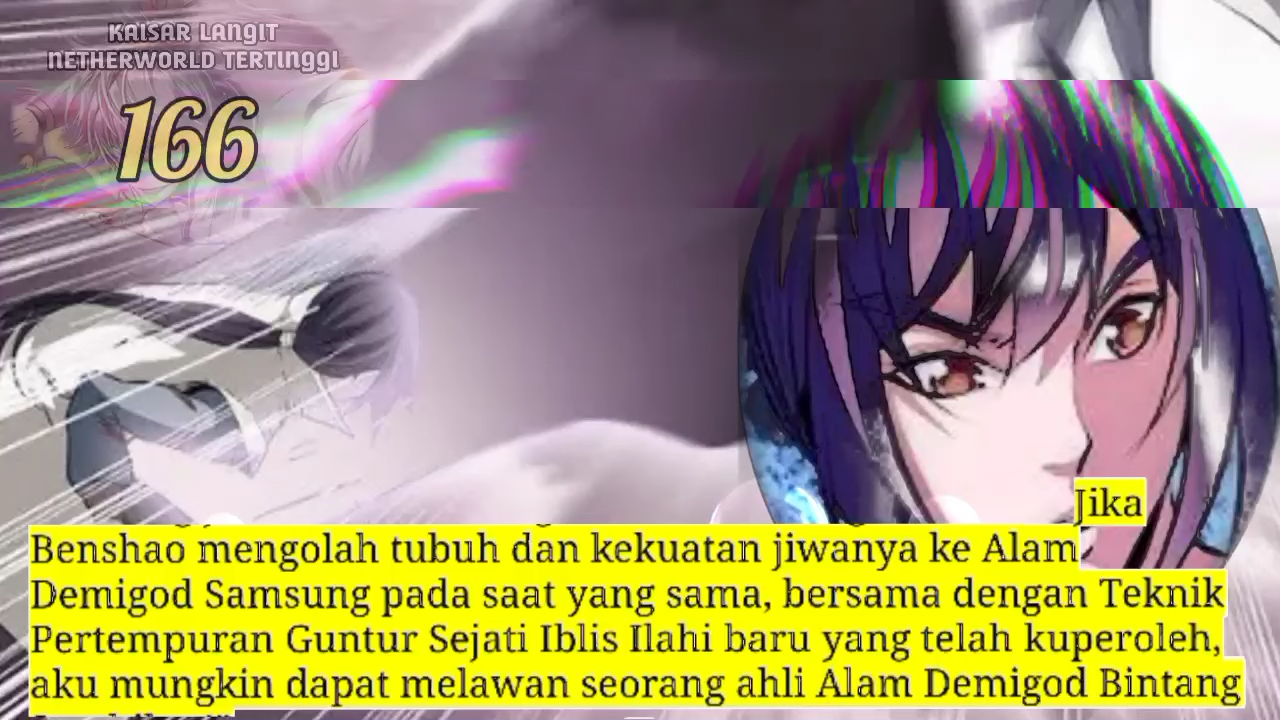 KAISAR LANGIT
NETHERWORLD TERTINGGI
166
Jika
Benshao mengolah tubuh dan kekuatan jiwanya ke Alam
Demigod Samsung pada saat yang sama, bersama dengan Teknik
Pertempuran Guntur Sejati Iblis Ilahi baru yang telah kuperoleh,
aku mungkin dapat melawan seorang ahli Alam Demigod Bintang